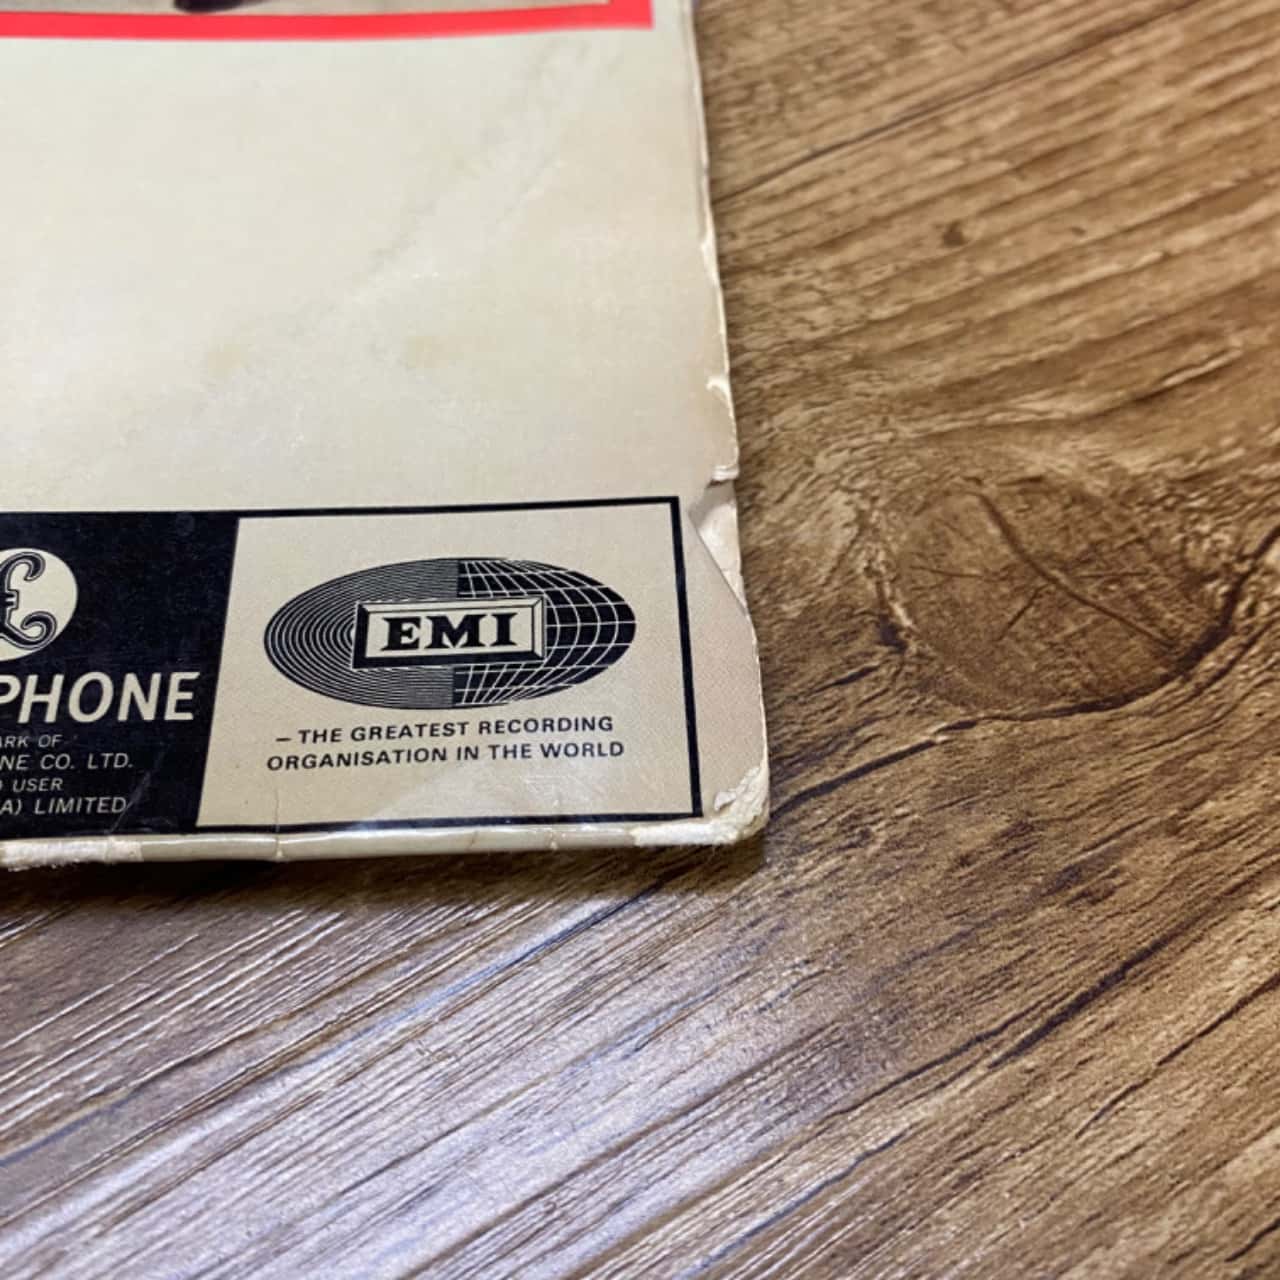 £
PHONE
ARK OF
NE CO. LTD.
USER
A) LIMITED
EMI
– THE GREATEST RECORDING
ORGANISATION IN THE WORLD